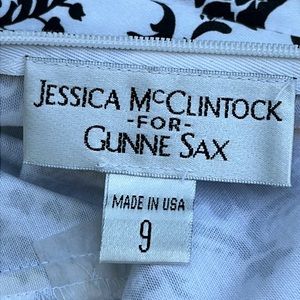 JESSICA McCLINTOCK
-FOR-
GUNNE SAX
MADE IN USA
9